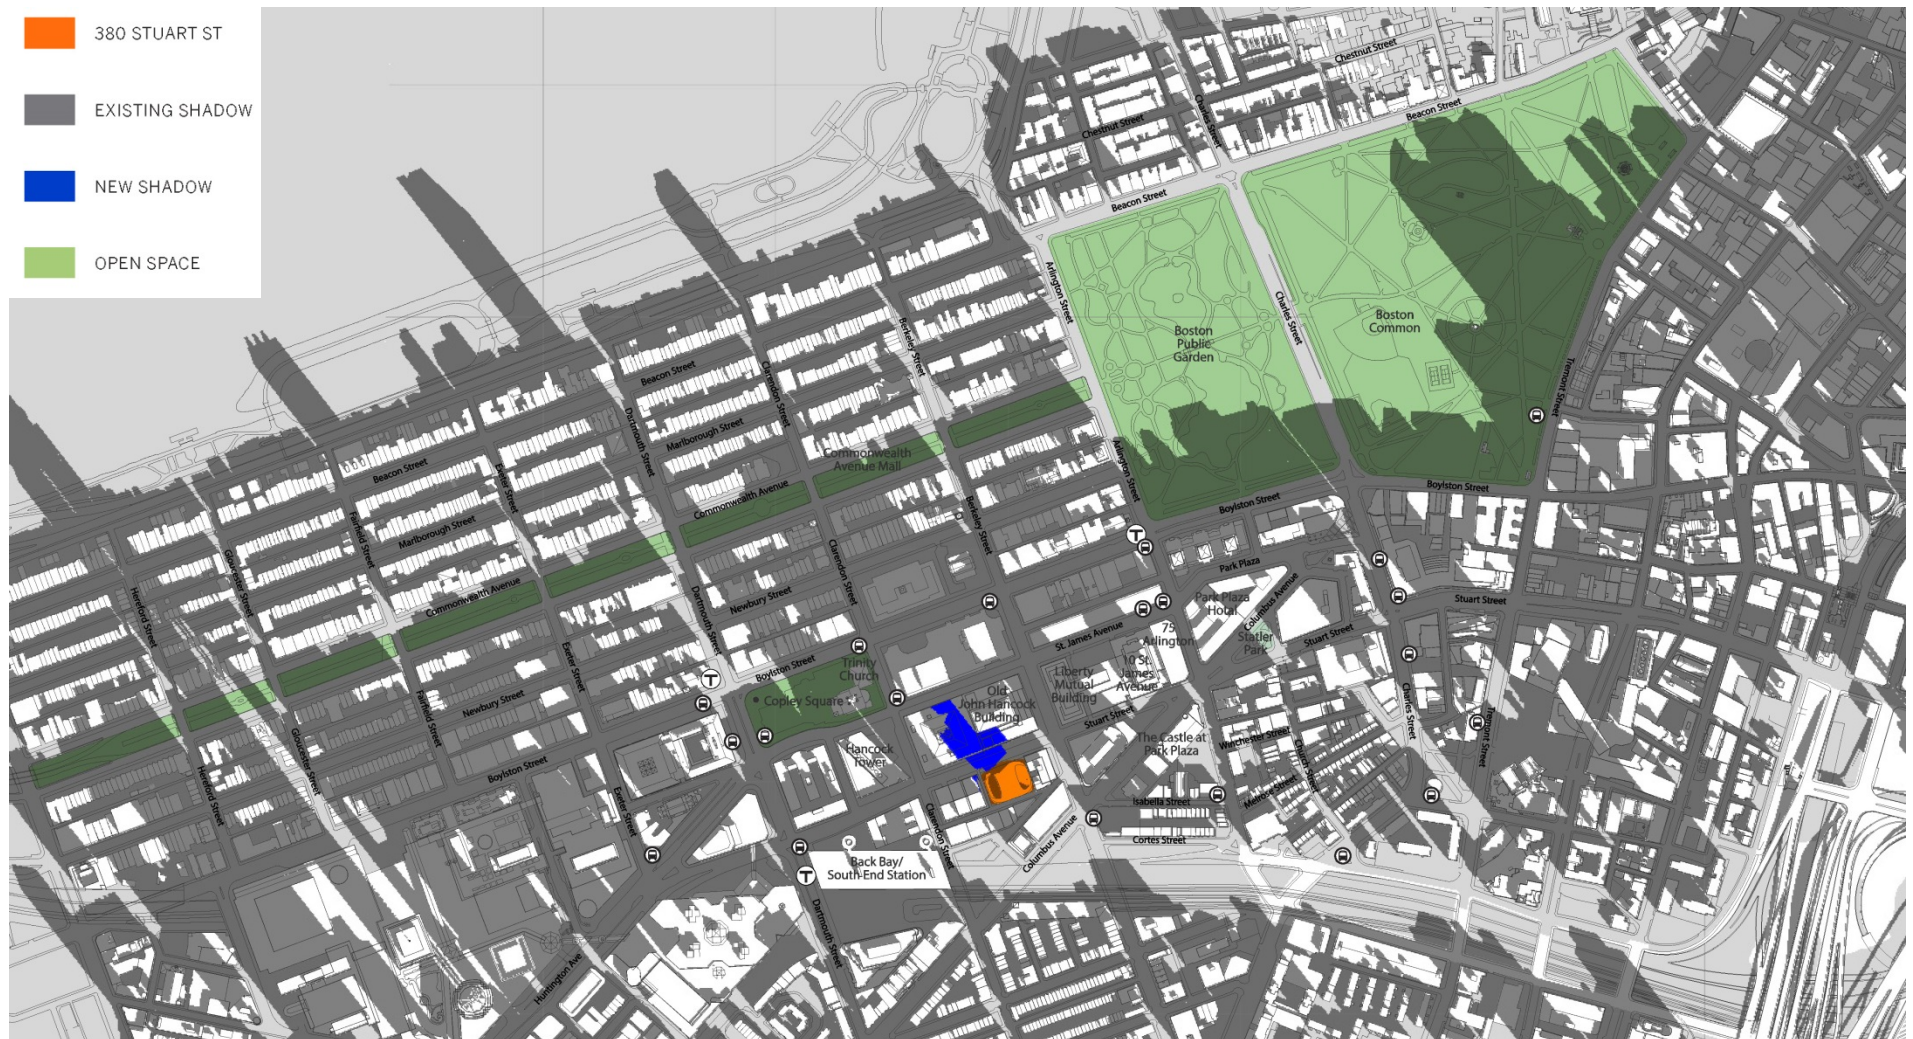 380 STUART ST
EXISTING SHADOW
NEW SHADOW
OPEN SPACE
Chestnut Street
Beacon Street
Chestnut Street
Charles Street
Beacon Street
Arlington Street
Charles Street
Boston
Public
Garden
Boston
Common
Tremont Street
Berkeley Street
Clarendon Street
Beacon Street
Dartmouth Street
Marlborough Street
Commonwealth
Avenue Mall
Beacon Street
Exeter Street
Commonwealth Avenue
Arlington Street
Boylston Street
Boylston Street
Berkeley Street
Fairfield Street
Marlborough Street
Gloucester Street
Hereford Street
Clarendon Street
Newbury Street
Dartmouth Street
Commonwealth Avenue
T
Park Plaza
Park Plaza
Hotal
Columbus Avenue
Stuart Street
St. James Avenue
75
Arlington
Statler
Park
Stuart Street
Exeter Street
Boylston Street
Trinity
Church
T
Copley Square
Newbury Street
Fairfield Street
Liberty
Mutual
Building
10 St.
James
Avenue
Old
John Hancock
Building
Stuart Street
Charles Street
Tremont Street
The Castle at
Park Plaza
Winchester Street
Church Street
Melrose Street
Hancock
Tower
Boylston Street
Gloucester Street
Hereford Street
Exeter Street
Clarendon Street
Isabella Street
Cortes Street
Columbus Avenue
Back Bay/
South-End Station
T
Dartmouth Street
Huntington Ave